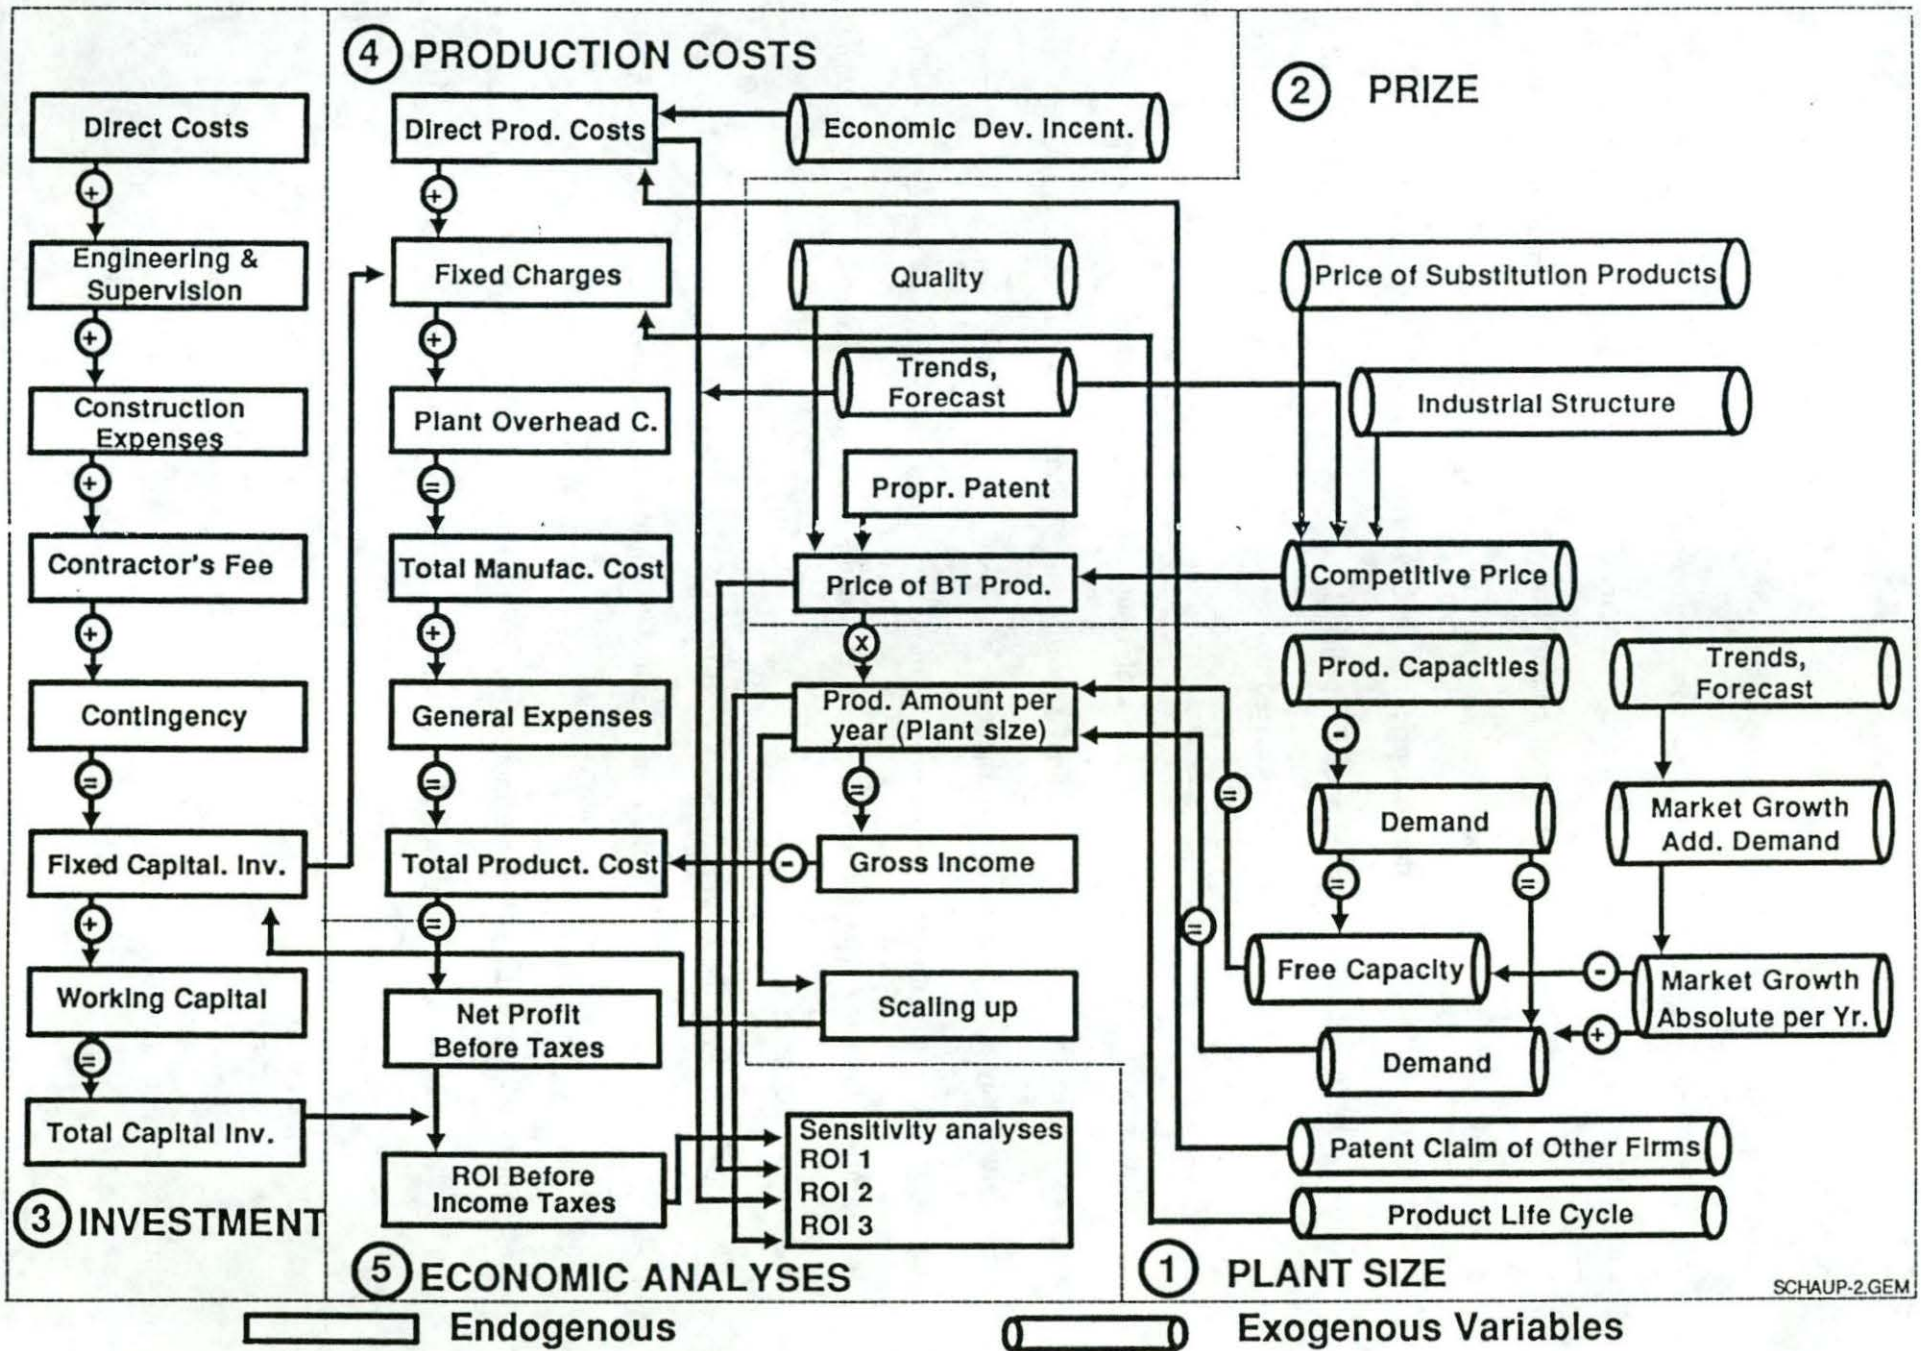 4 PRODUCTION COSTS
2 PRIZE
Direct Costs
+
Engineering &
Supervision
+
Construction
Expenses
+
Contractor's Fee
+
Contingency
=
Fixed Capital. Inv.
+
Working Capital
=
Total Capital Inv.
3 INVESTMENT
Direct Prod. Costs
+
Fixed Charges
+
Plant Overhead C.
=
Total Manufac. Cost
+
General Expenses
=
Total Product. Cost
=
Net Profit
Before Taxes
ROI Before
Income Taxes
5 ECONOMIC ANALYSES
Economic Dev. Incent.
Quality
Trends,
Forecast
Propr. Patent
Price of BT Prod.
x
Prod. Amount per
year (Plant size)
=
-
Gross Income
Scaling up
Sensitivity analyses
ROI 1
ROI 2
ROI 3
Price of Substitution Products
Industrial Structure
Competitive Price
Prod. Capacities
-
Demand
=
=
Free Capacity
Demand
=
=
Trends,
Forecast
Market Growth
Add. Demand
Market Growth
Absolute per Yr.
-
+
Patent Claim of Other Firms
Product Life Cycle
1 PLANT SIZE
SCHAUP-2.GEM
Endogenous
Exogenous Variables